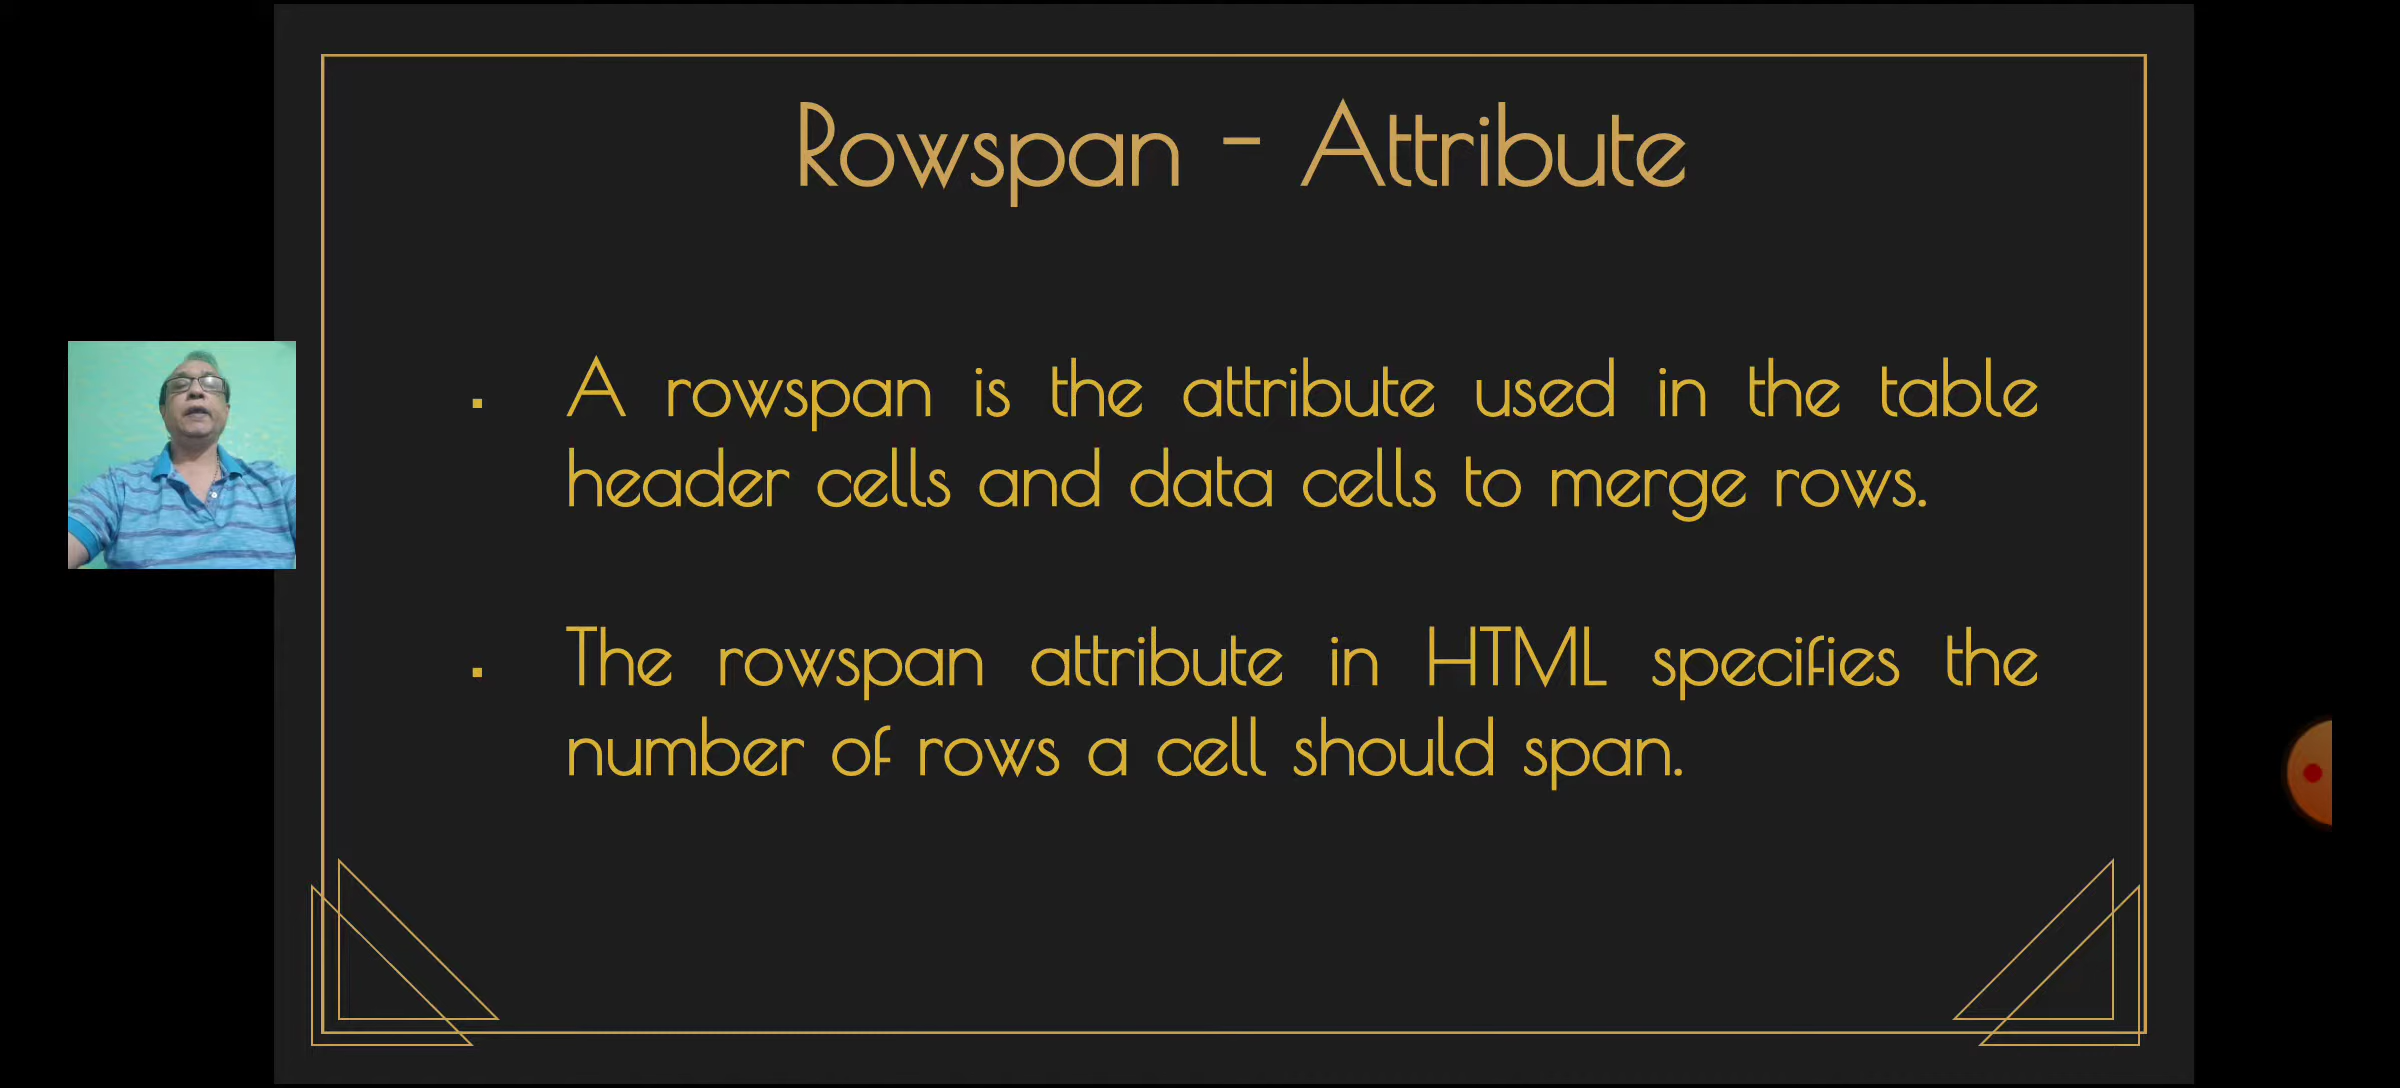 Rowspan - Attribute
▪ A rowspan is the attribute used in the table
header cells and data cells to merge rows.
▪ The rowspan attribute in HTML specifies the
number of rows a cell should span.